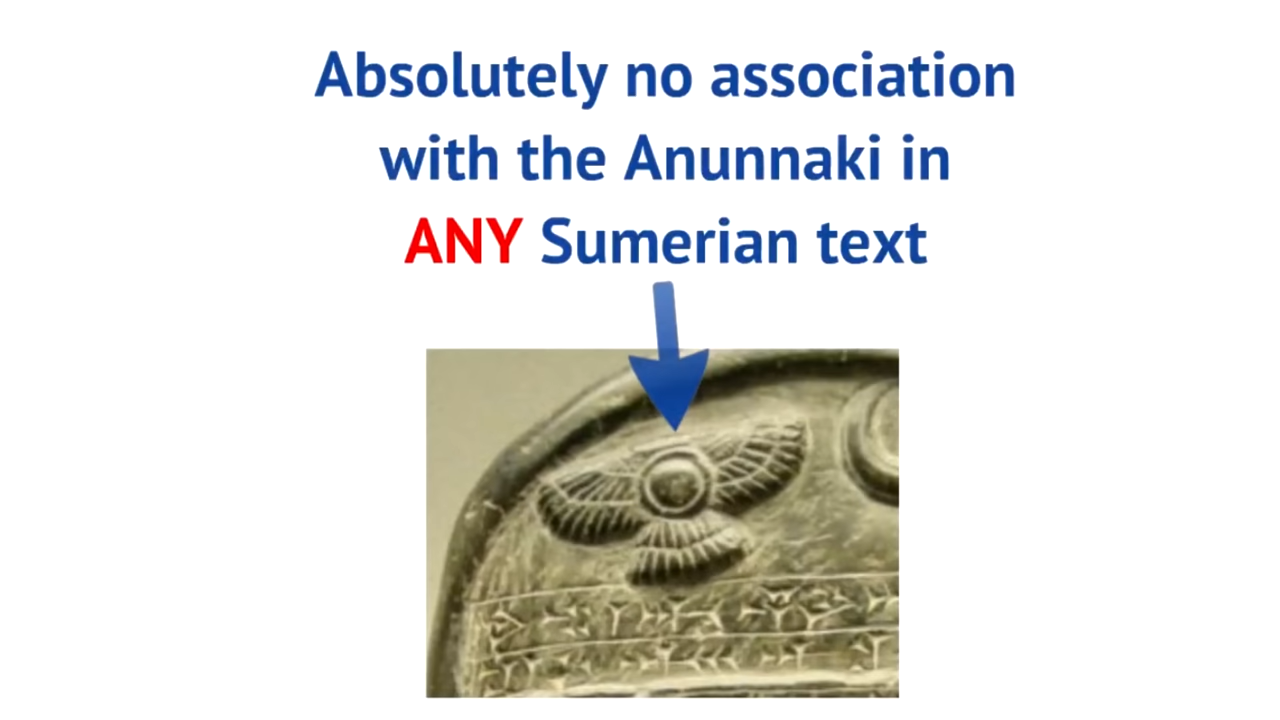 Absolutely no association
with the Anunnaki in
ANY Sumerian text